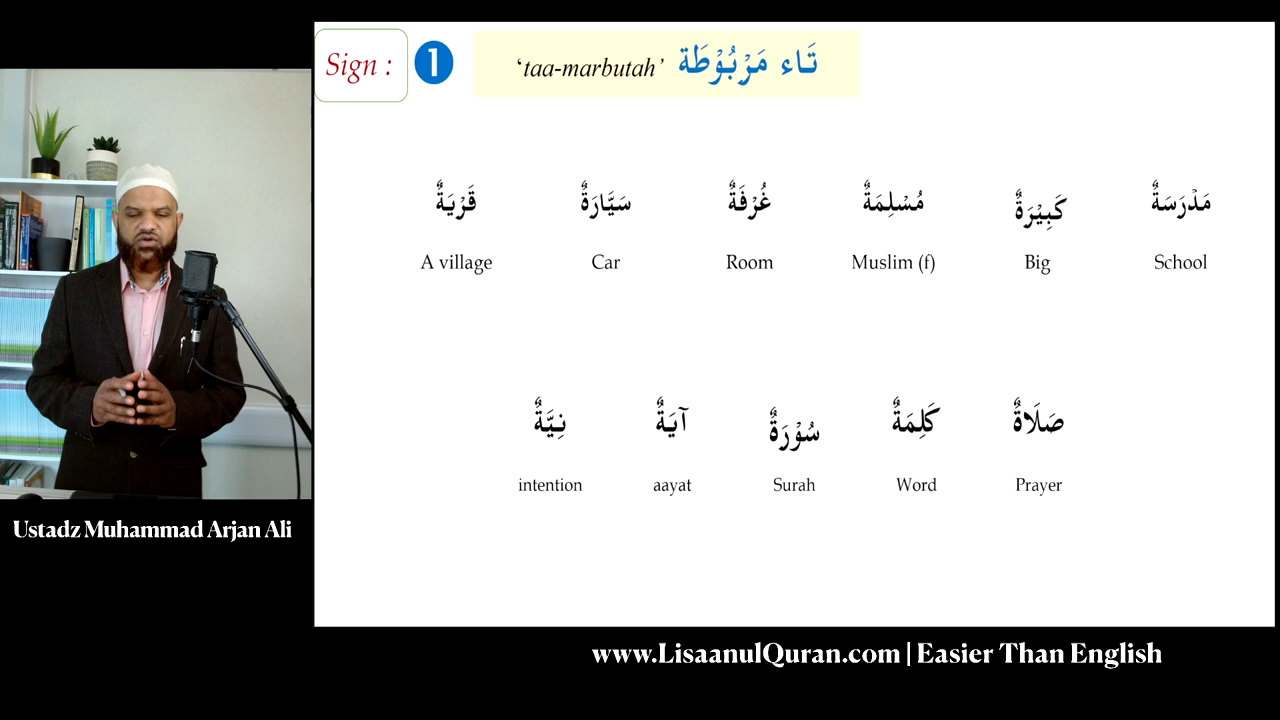 Sign : 1 ‘taa-marbutah’ تَاء مَرْبُوْطَة
مَدْرَسَةٌ كَبِيْرَةٌ مُسْلِمَةٌ غُرْفَةٌ سَيَّارَةٌ قَرْيَةٌ
A village Car Room Muslim (f) Big School
صَلَاةٌ كَلِمَةٌ سُوْرَةٌ آيَةٌ نِيَّةٌ
intention aayat Surah Word Prayer
Ustadz Muhammad Arjan Ali
www.LisaanulQuran.com | Easier Than English